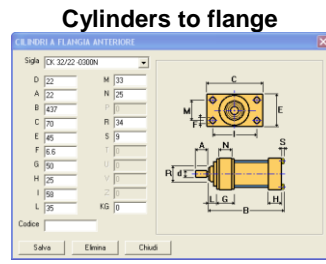 Cylinders to flange
CILINDRI A FLANGIA ANTERIORE
Sigla CK 32/22 -0300N
D 22 M 33
A 22 N 25
B 437 P 0
C 70 R 34
E 45 S 9
F 6.6 T 0
G 50 U 0
H 25 V 0
I 58 Z 0
L 35 KG 0
Codice
Salva Elimina Chiudi
C
M E
F
I
S
A N
R d
L G H
B